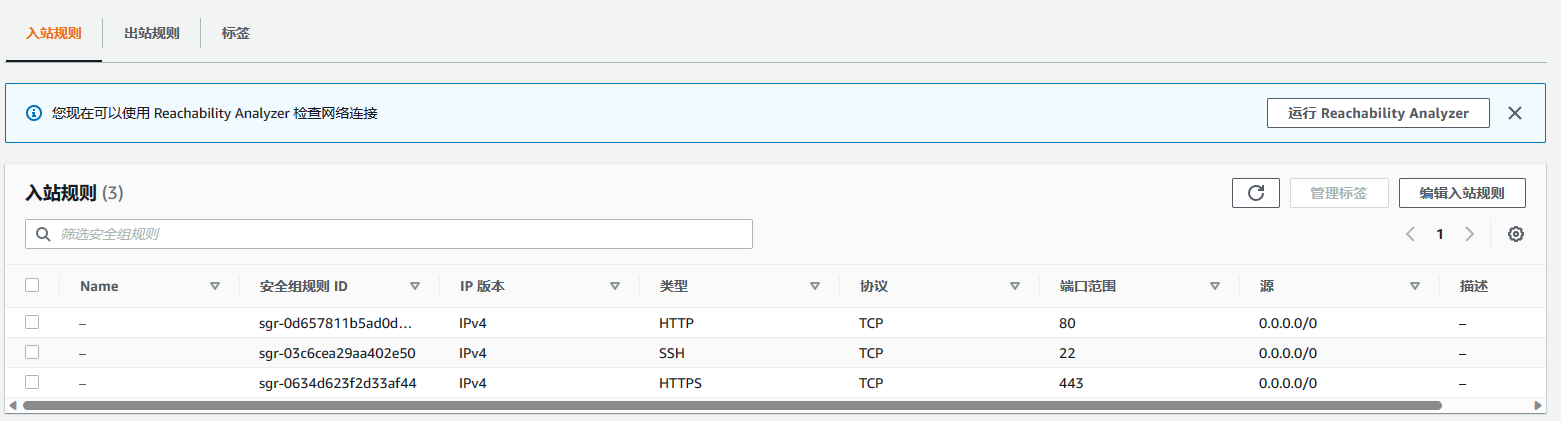 入站规则 出站规则 标签
您现在可以使用 Reachability Analyzer 检查网络连接 运行 Reachability Analyzer
入站规则 (3) 管理标签 编辑入站规则
筛选安全组规则 1
Name 安全组规则 ID IP 版本 类型 协议 端口范围 源 描述
– sgr-0d657811b5ad0d... IPv4 HTTP TCP 80 0.0.0.0/0 –
– sgr-03c6cea29aa402e50 IPv4 SSH TCP 22 0.0.0.0/0 –
– sgr-0634d623f2d33af44 IPv4 HTTPS TCP 443 0.0.0.0/0 –